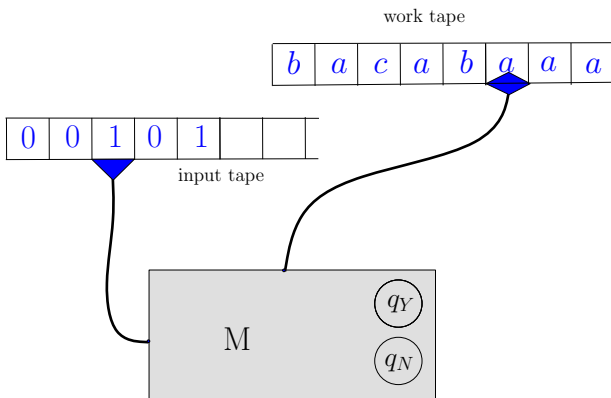 work tape
b a c a b a a a
0 0 1 0 1
input tape
M
q_Y
q_N